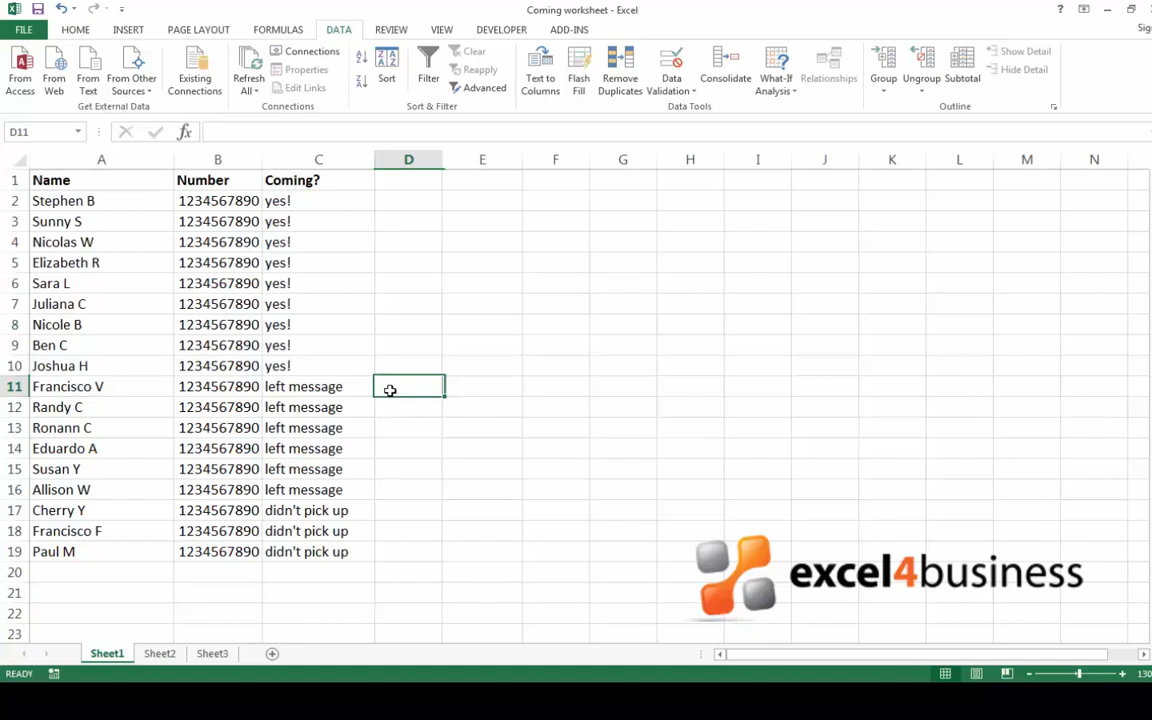 Coming worksheet - Excel
?
Sig
FILE HOME INSERT PAGE LAYOUT FORMULAS DATA REVIEW VIEW DEVELOPER ADD-INS
From Access
From Web
From Text
From Other Sources
Existing Connections
Refresh All
Connections
Properties
Edit Links
Sort
Filter
Clear
Reapply
Advanced
Text to Columns
Flash Fill
Remove Duplicates
Data Validation
Consolidate
What-If Analysis
Relationships
Group
Ungroup
Subtotal
Show Detail
Hide Detail
Get External Data Connections Sort & Filter Data Tools Outline
D11 fx
A B C D E F G H I J K L M N
1 Name Number Coming?
2 Stephen B 1234567890 yes!
3 Sunny S 1234567890 yes!
4 Nicolas W 1234567890 yes!
5 Elizabeth R 1234567890 yes!
6 Sara L 1234567890 yes!
7 Juliana C 1234567890 yes!
8 Nicole B 1234567890 yes!
9 Ben C 1234567890 yes!
10 Joshua H 1234567890 yes!
11 Francisco V 1234567890 left message
12 Randy C 1234567890 left message
13 Ronann C 1234567890 left message
14 Eduardo A 1234567890 left message
15 Susan Y 1234567890 left message
16 Allison W 1234567890 left message
17 Cherry Y 1234567890 didn't pick up
18 Francisco F 1234567890 didn't pick up
19 Paul M 1234567890 didn't pick up
20
21
22
23
excel4business
Sheet1 Sheet2 Sheet3
READY
130